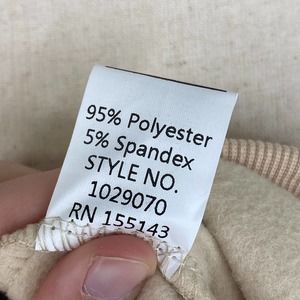 95% Polyester
5% Spandex
STYLE NO.
1029070
RN 155143